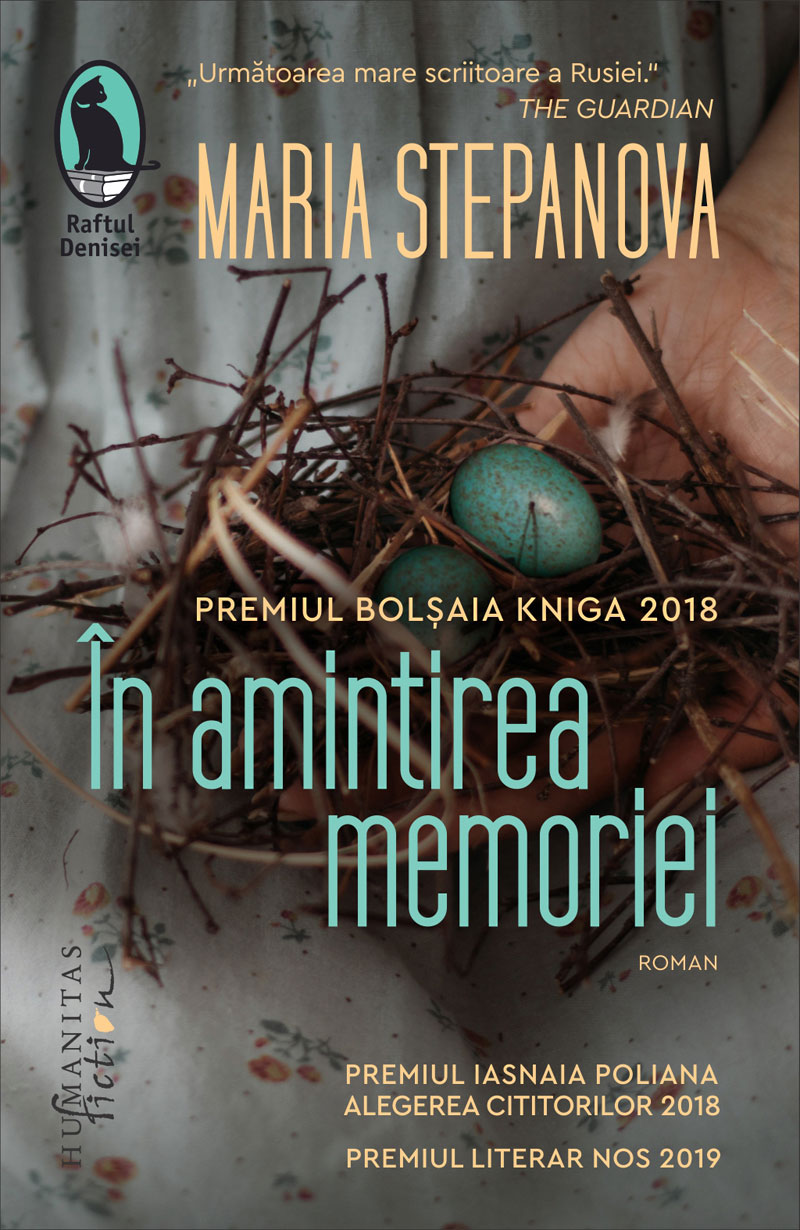 „Următoarea mare scriitoare a Rusiei.“
THE GUARDIAN
Raftul
Denisei
MARIA STEPANOVA
PREMIUL BOLȘAIA KNIGA 2018
În amintirea
memoriei
ROMAN
HUMANITAS
fiction
PREMIUL IASNAIA POLIANA
ALEGEREA CITITORILOR 2018
PREMIUL LITERAR NOS 2019